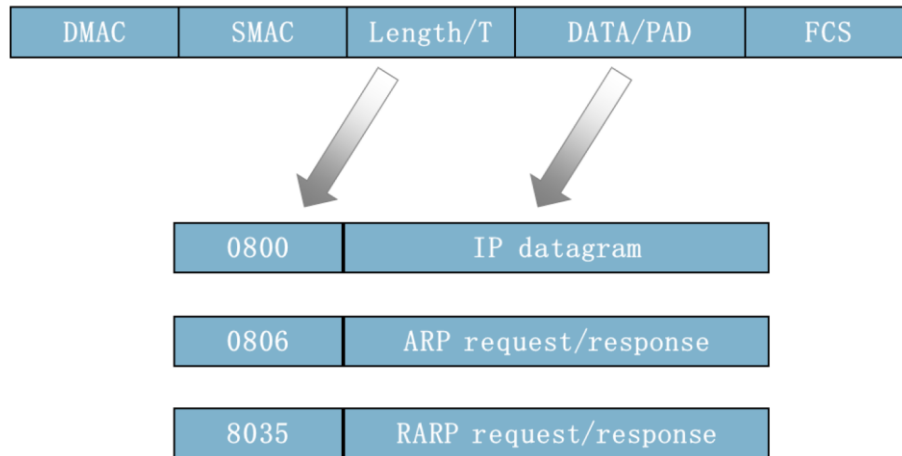 DMAC SMAC Length/T DATA/PAD FCS
0800 IP datagram
0806 ARP request/response
8035 RARP request/response